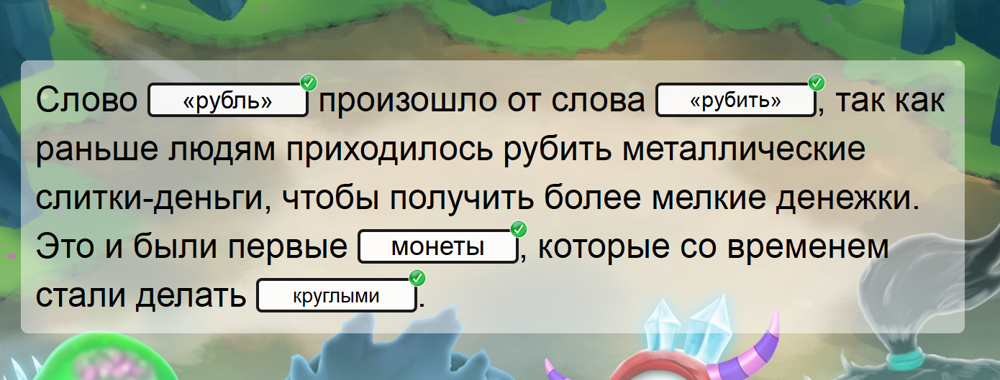 Слово «рубль» произошло от слова «рубить», так как
раньше людям приходилось рубить металлические
слитки-деньги, чтобы получить более мелкие денежки.
Это и были первые монеты, которые со временем
стали делать круглыми.